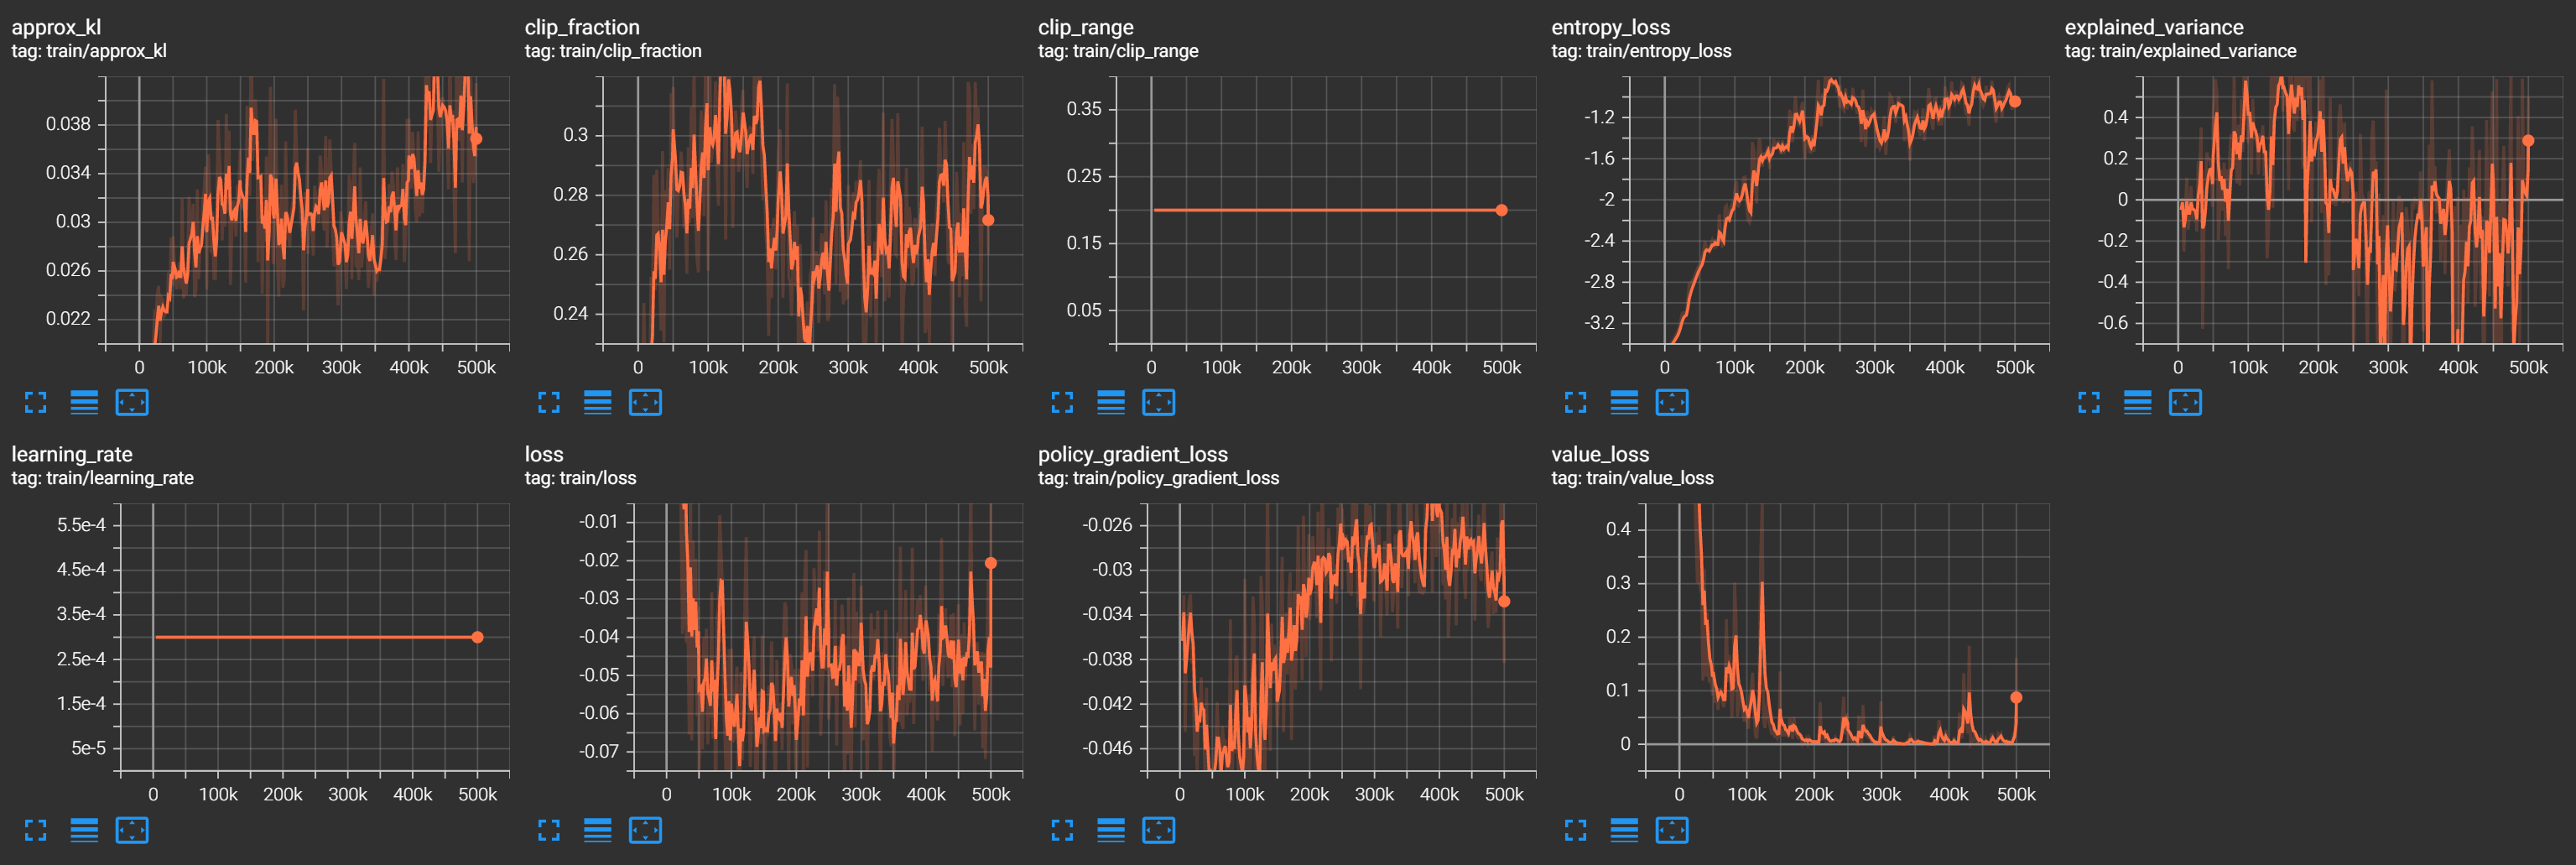 approx_kl
tag: train/approx_kl
0.038
0.034
0.03
0.026
0.022
0 100k 200k 300k 400k 500k
clip_fraction
tag: train/clip_fraction
0.3
0.28
0.26
0.24
0 100k 200k 300k 400k 500k
clip_range
tag: train/clip_range
0.35
0.25
0.15
0.05
0 100k 200k 300k 400k 500k
entropy_loss
tag: train/entropy_loss
-1.2
-1.6
-2
-2.4
-2.8
-3.2
0 100k 200k 300k 400k 500k
explained_variance
tag: train/explained_variance
0.4
0.2
0
-0.2
-0.4
-0.6
0 100k 200k 300k 400k 500k
learning_rate
tag: train/learning_rate
5.5e-4
4.5e-4
3.5e-4
2.5e-4
1.5e-4
5e-5
0 100k 200k 300k 400k 500k
loss
tag: train/loss
-0.01
-0.02
-0.03
-0.04
-0.05
-0.06
-0.07
0 100k 200k 300k 400k 500k
policy_gradient_loss
tag: train/policy_gradient_loss
-0.026
-0.03
-0.034
-0.038
-0.042
-0.046
0 100k 200k 300k 400k 500k
value_loss
tag: train/value_loss
0.4
0.3
0.2
0.1
0
0 100k 200k 300k 400k 500k